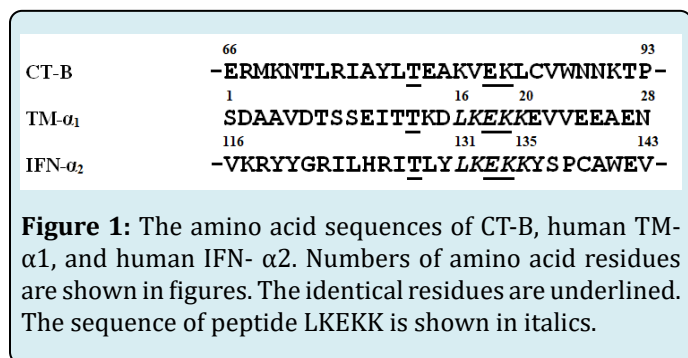 66 93
CT-B -ERMKNTLRIAYLTEAKVEKLCVWNNKTP-
1 16 20 28
TM-α₁ SDAAVDTSSEITTKDLKEKKEVVEEAEN
116 131 135 143
IFN-α₂ -VKRYYGRILHRITLYLKEKKYSPCAWEV-
Figure 1: The amino acid sequences of CT-B, human TM-
α1, and human IFN- α2. Numbers of amino acid residues
are shown in figures. The identical residues are underlined.
The sequence of peptide LKEKK is shown in italics.